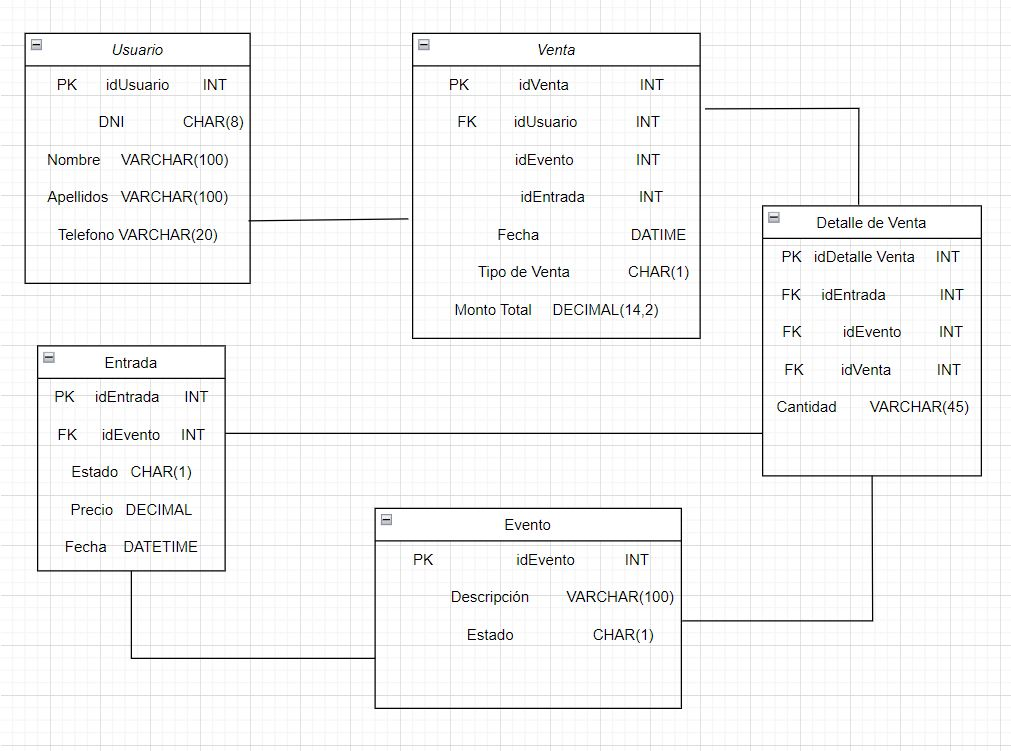 Usuario
PK idUsuario INT
DNI CHAR(8)
Nombre VARCHAR(100)
Apellidos VARCHAR(100)
Telefono VARCHAR(20)
Venta
PK idVenta INT
FK idUsuario INT
idEvento INT
idEntrada INT
Fecha DATIME
Tipo de Venta CHAR(1)
Monto Total DECIMAL(14,2)
Detalle de Venta
PK idDetalle Venta INT
FK idEntrada INT
FK idEvento INT
FK idVenta INT
Cantidad VARCHAR(45)
Entrada
PK idEntrada INT
FK idEvento INT
Estado CHAR(1)
Precio DECIMAL
Fecha DATETIME
Evento
PK idEvento INT
Descripción VARCHAR(100)
Estado CHAR(1)